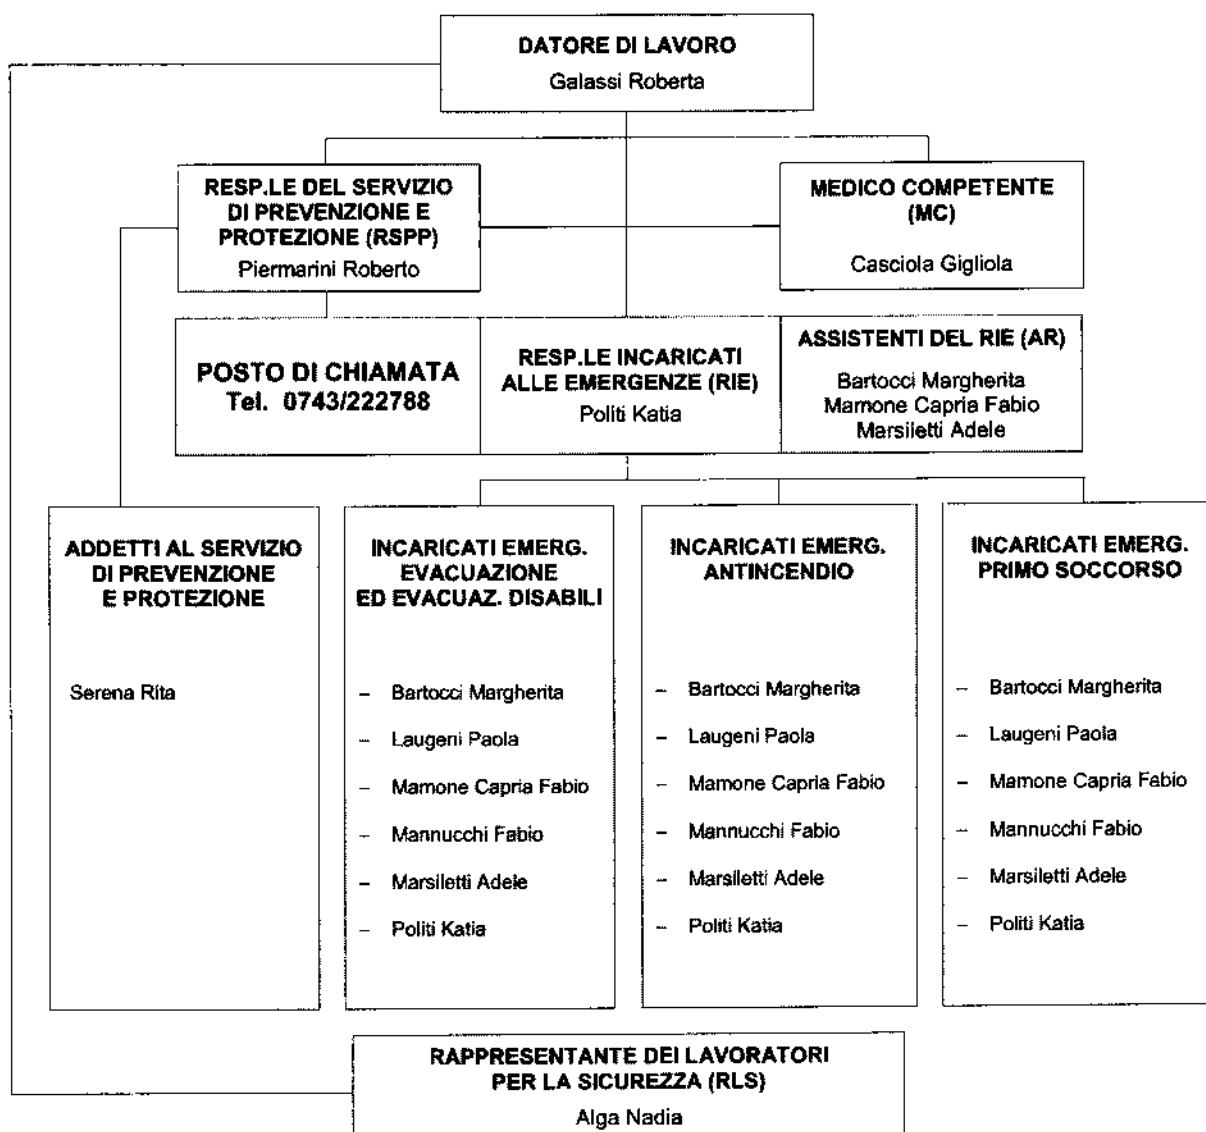 DATORE DI LAVORO
Galassi Roberta
RESP.LE DEL SERVIZIO
DI PREVENZIONE E
PROTEZIONE (RSPP)
Piermarini Roberto
MEDICO COMPETENTE
(MC)
Casciola Gigliola
POSTO DI CHIAMATA
Tel. 0743/222788
RESP.LE INCARICATI
ALLE EMERGENZE (RIE)
Politi Katia
ASSISTENTI DEL RIE (AR)
Bartocci Margherita
Mamone Capria Fabio
Marsiletti Adele
ADDETTI AL SERVIZIO
DI PREVENZIONE
E PROTEZIONE
Serena Rita
INCARICATI EMERG.
EVACUAZIONE
ED EVACUAZ. DISABILI
– Bartocci Margherita
– Laugeni Paola
– Mamone Capria Fabio
– Mannucchi Fabio
– Marsiletti Adele
– Politi Katia
INCARICATI EMERG.
ANTINCENDIO
– Bartocci Margherita
– Laugeni Paola
– Mamone Capria Fabio
– Mannucchi Fabio
– Marsiletti Adele
– Politi Katia
INCARICATI EMERG.
PRIMO SOCCORSO
– Bartocci Margherita
– Laugeni Paola
– Mamone Capria Fabio
– Mannucchi Fabio
– Marsiletti Adele
– Politi Katia
RAPPRESENTANTE DEI LAVORATORI
PER LA SICUREZZA (RLS)
Alga Nadia